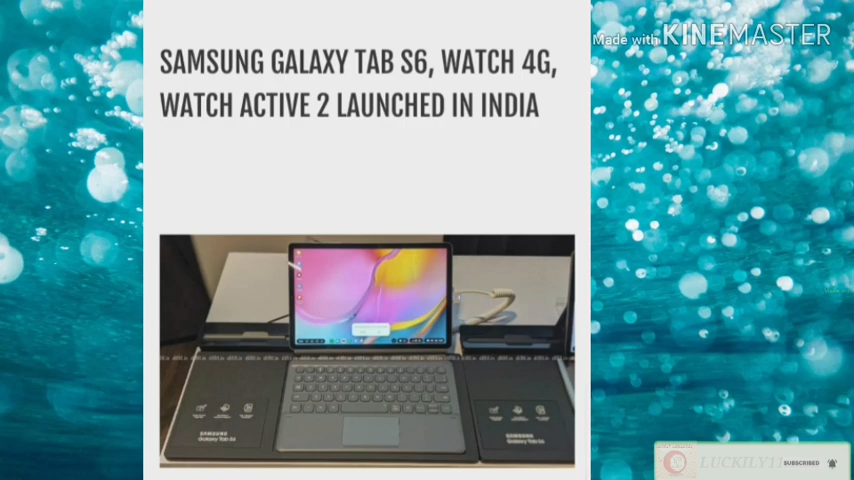 Made with KINEMASTER
SAMSUNG GALAXY TAB S6, WATCH 4G,
WATCH ACTIVE 2 LAUNCHED IN INDIA
SAMSUNG
Galaxy Tab S6
SAMSUNG
Galaxy Tab S6
LUCKILY11
SUBSCRIBED